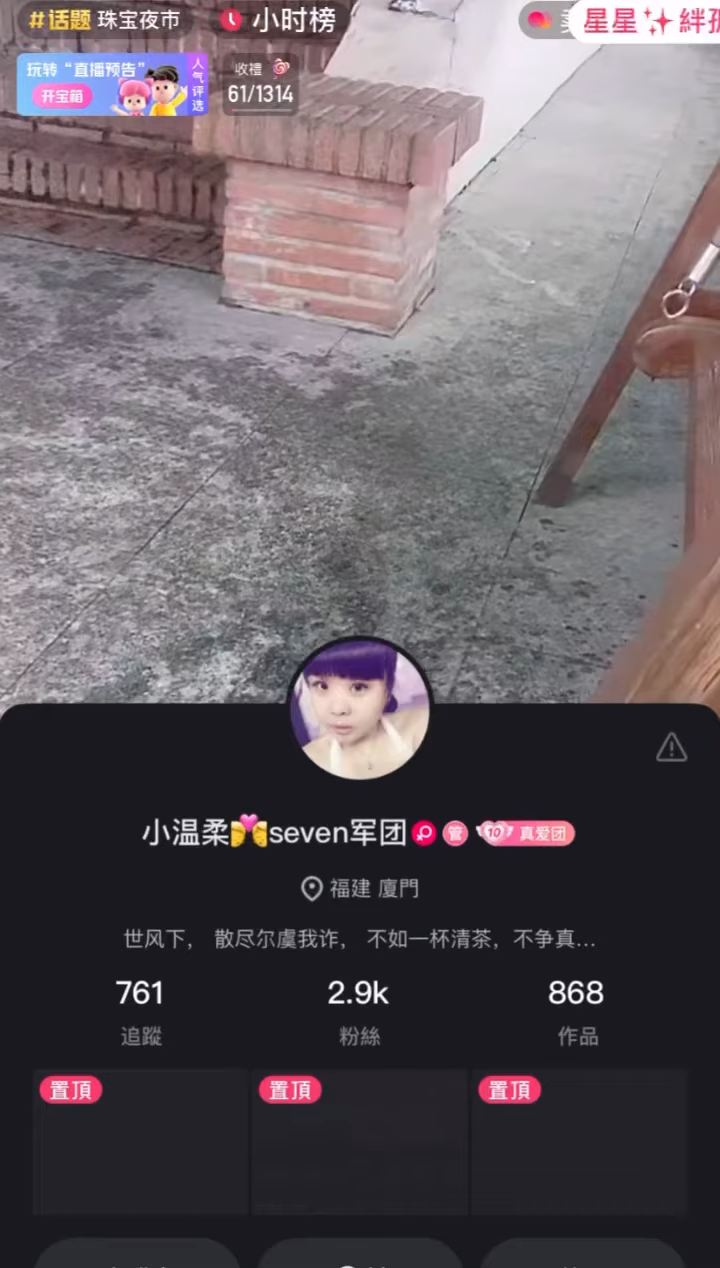 #话题 珠宝夜市
小时榜
星星✨絆
玩转“直播预告”
开宝箱
人气评选
收禮
61/1314
小温柔💏seven军团 管 10 真爱团
福建 廈門
世风下， 散尽尔虞我诈， 不如一杯清茶，不争真...
761
2.9k
868
追蹤
粉絲
作品
置頂
置頂
置頂